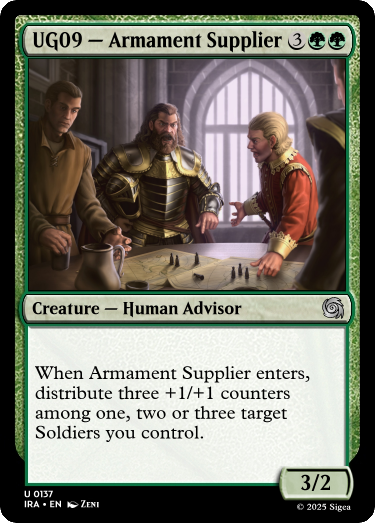 UG09 — Armament Supplier 3
Creature — Human Advisor
When Armament Supplier enters,
distribute three +1/+1 counters
among one, two or three target
Soldiers you control.
3/2
U 0137
IRA • EN Zeni
© 2025 Sigea